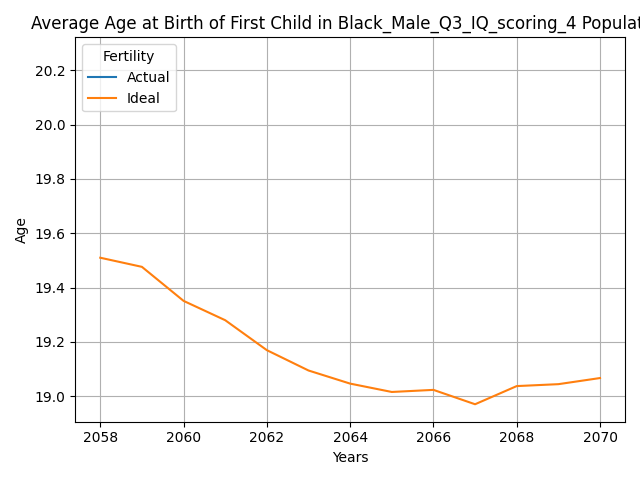 Average Age at Birth of First Child in Black_Male_Q3_IQ_scoring_4 Populat
Fertility
Actual
Ideal
20.2
20.0
19.8
19.6
19.4
19.2
19.0
Age
2058 2060 2062 2064 2066 2068 2070
Years